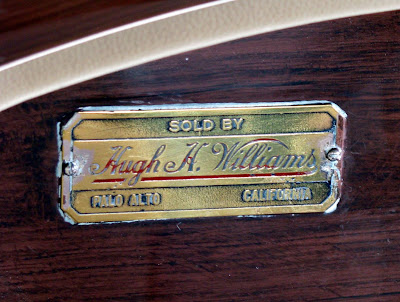 SOLD BY
Hugh H. Williams
PALO ALTO CALIFORNIA